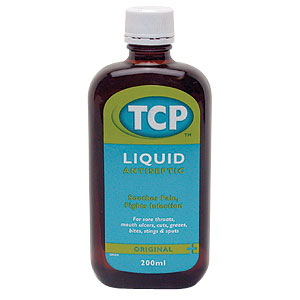 TCP
TM
LIQUID
ANTISEPTIC
Soothes Pain,
Fights Infection
For sore throats,
mouth ulcers, cuts, grazes,
bites, stings & spots
ORIGINAL
200ml